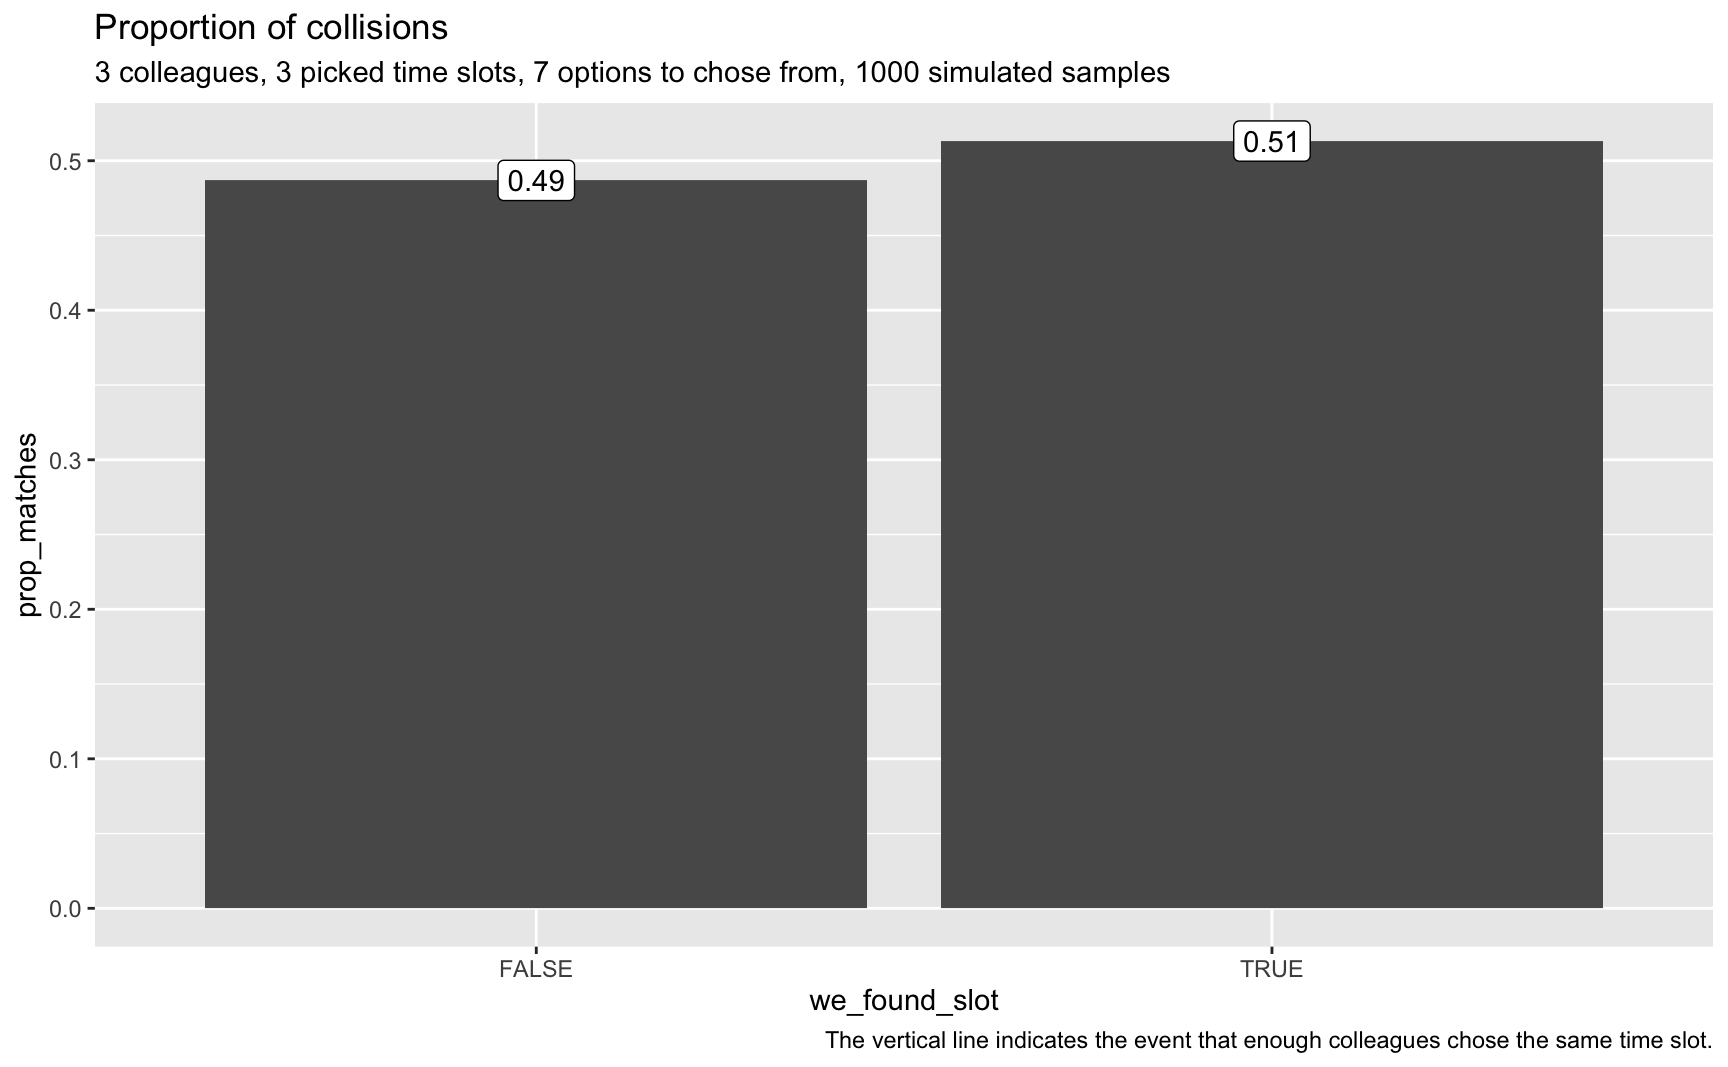 Proportion of collisions
3 colleagues, 3 picked time slots, 7 options to chose from, 1000 simulated samples
0.51
0.49
0.5
0.4
0.3
0.2
0.1
0.0
prop_matches
FALSE
TRUE
we_found_slot
The vertical line indicates the event that enough colleagues chose the same time slot.